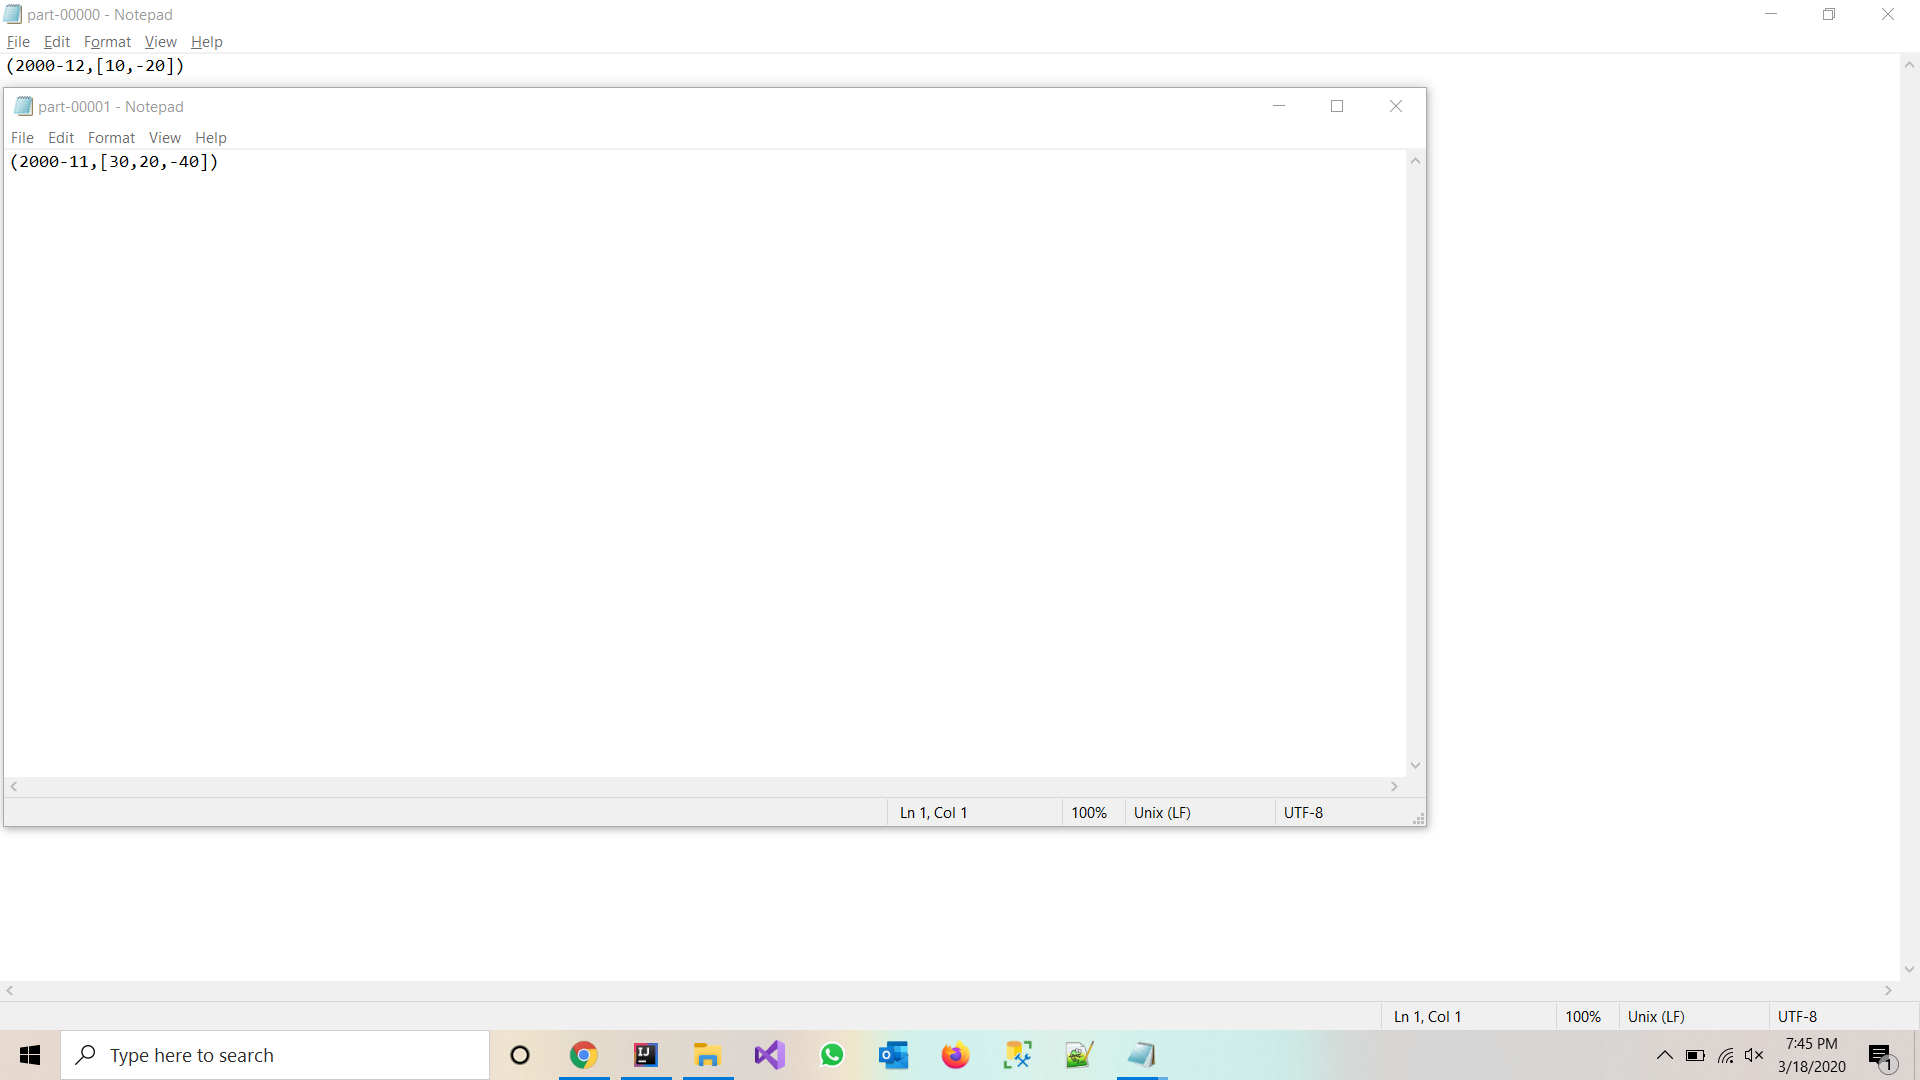 part-00000 - Notepad
File Edit Format View Help
(2000-12,[10,-20])
part-00001 - Notepad
File Edit Format View Help
(2000-11,[30,20,-40])
Ln 1, Col 1 100% Unix (LF) UTF-8
Ln 1, Col 1 100% Unix (LF) UTF-8
Type here to search
7:45 PM
3/18/2020
1